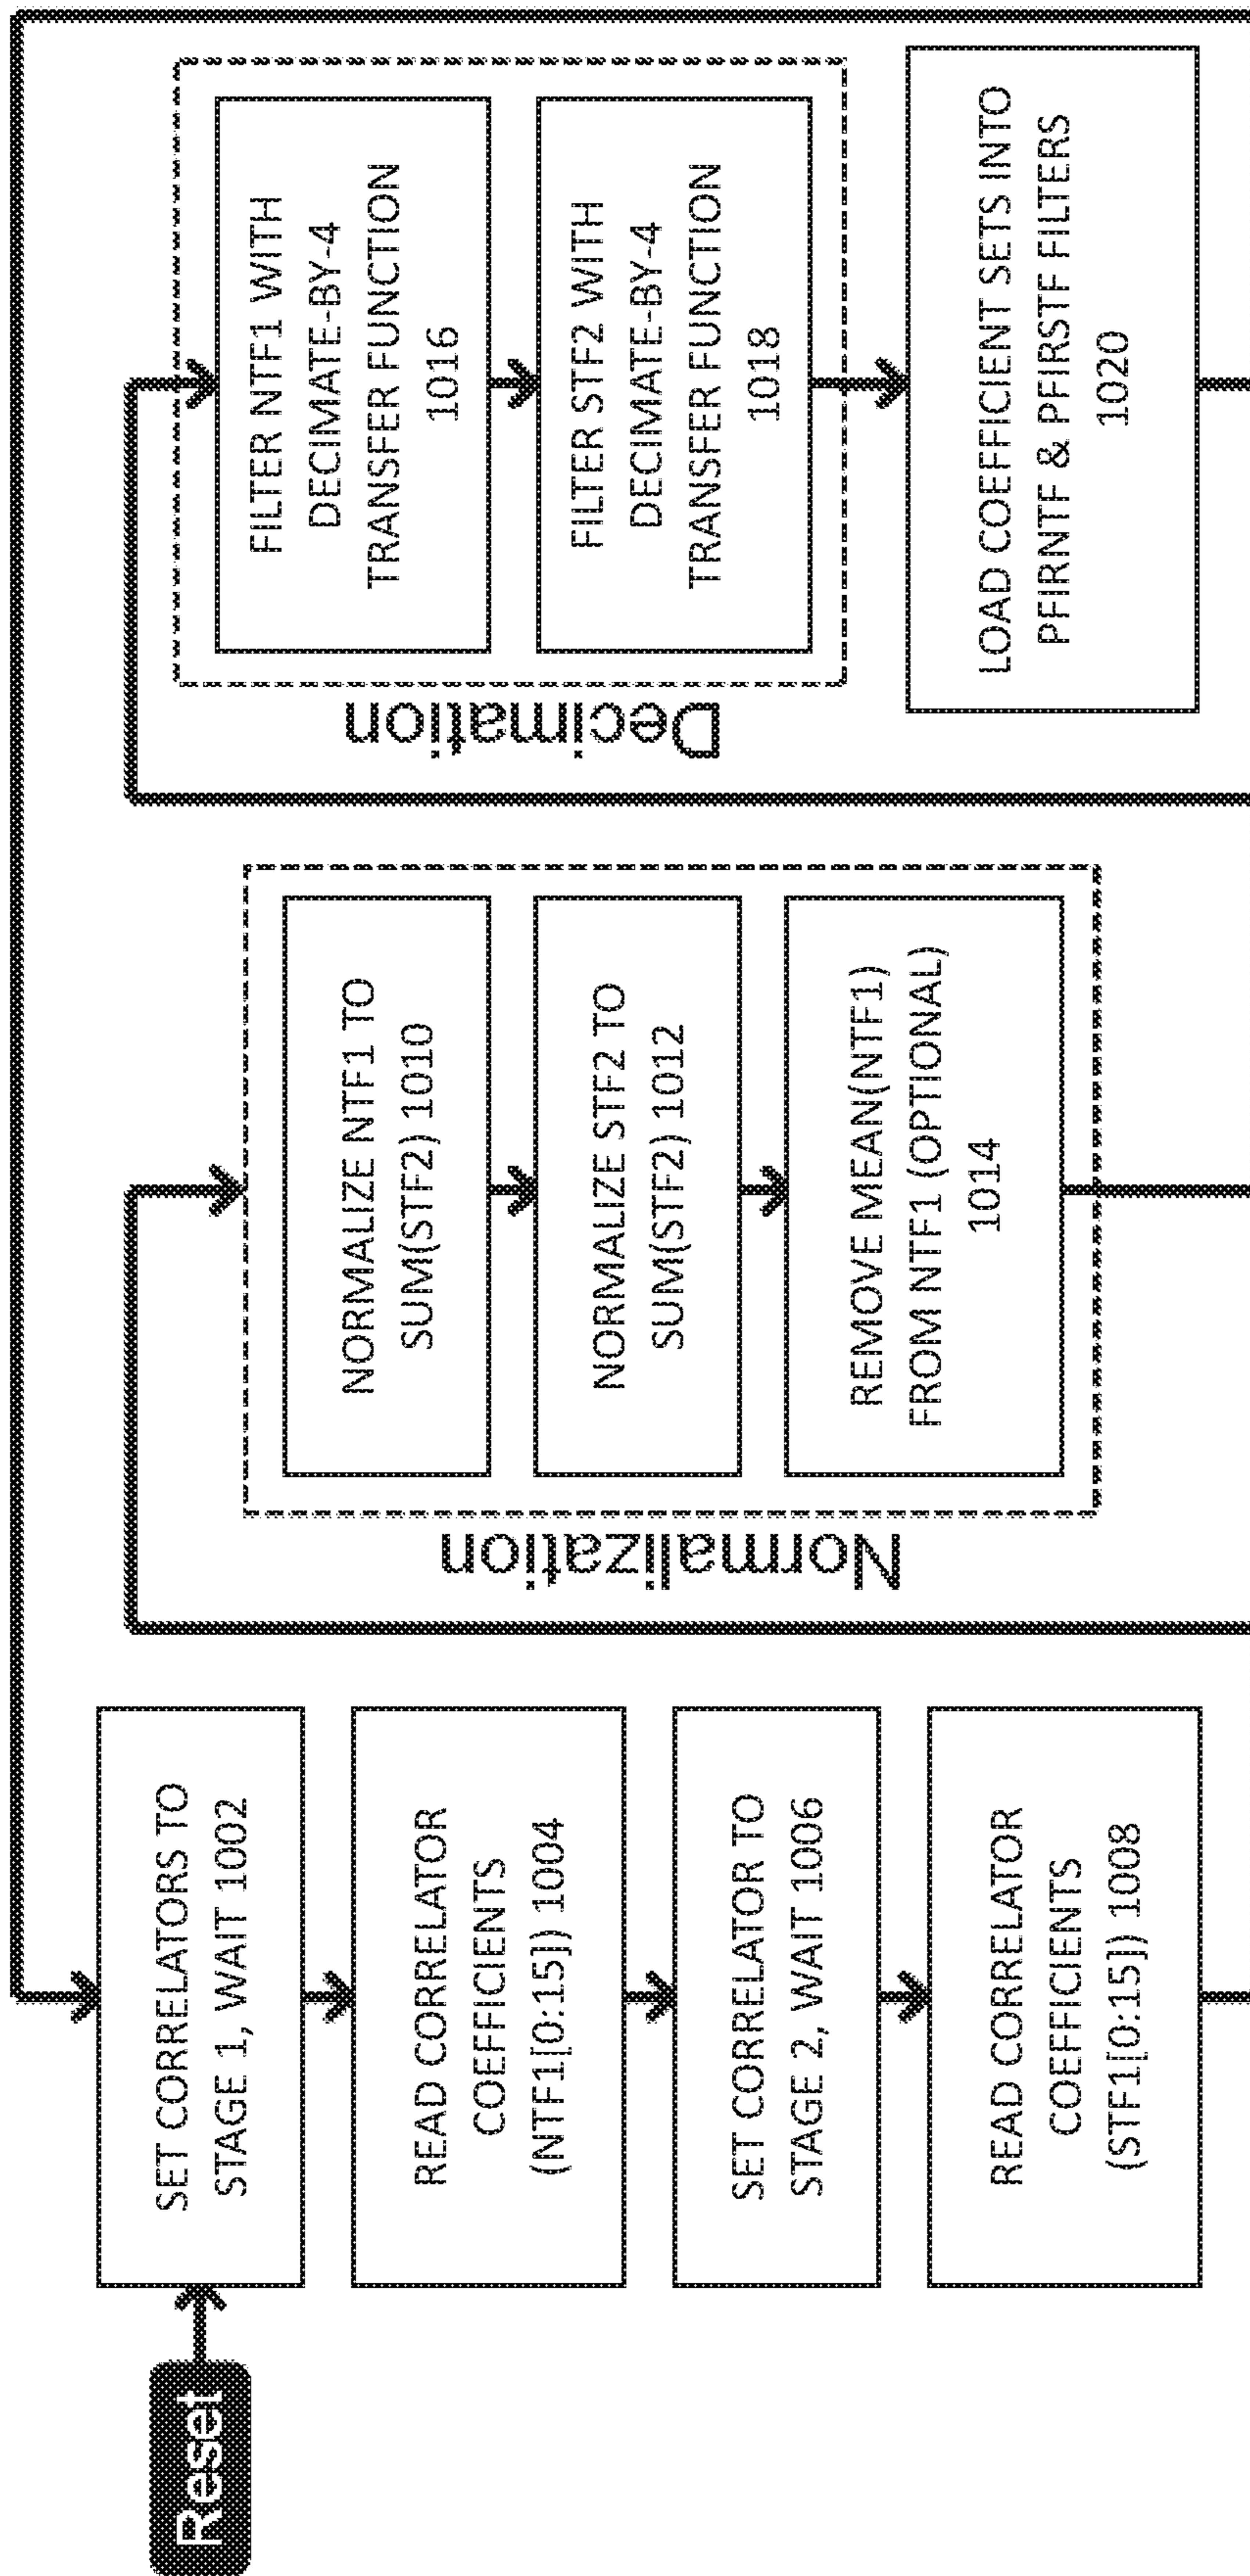 Reset
SET CORRELATORS TO
STAGE 1, WAIT 1002
READ CORRELATOR
COEFFICIENTS
(NTF1[0:15]) 1004
SET CORRELATOR TO
STAGE 2, WAIT 1006
READ CORRELATOR
COEFFICIENTS
(STF1[0:15]) 1008
Normalization
NORMALIZE NTF1 TO
SUM(STF2) 1010
NORMALIZE STF2 TO
SUM(STF2) 1012
REMOVE MEAN(NTF1)
FROM NTF1 (OPTIONAL)
1014
Decimation
FILTER NTF1 WITH
DECIMATE-BY-4
TRANSFER FUNCTION
1016
FILTER STF2 WITH
DECIMATE-BY-4
TRANSFER FUNCTION
1018
LOAD COEFFICIENT SETS INTO
PFIRNTF & PFIRSTF FILTERS
1020